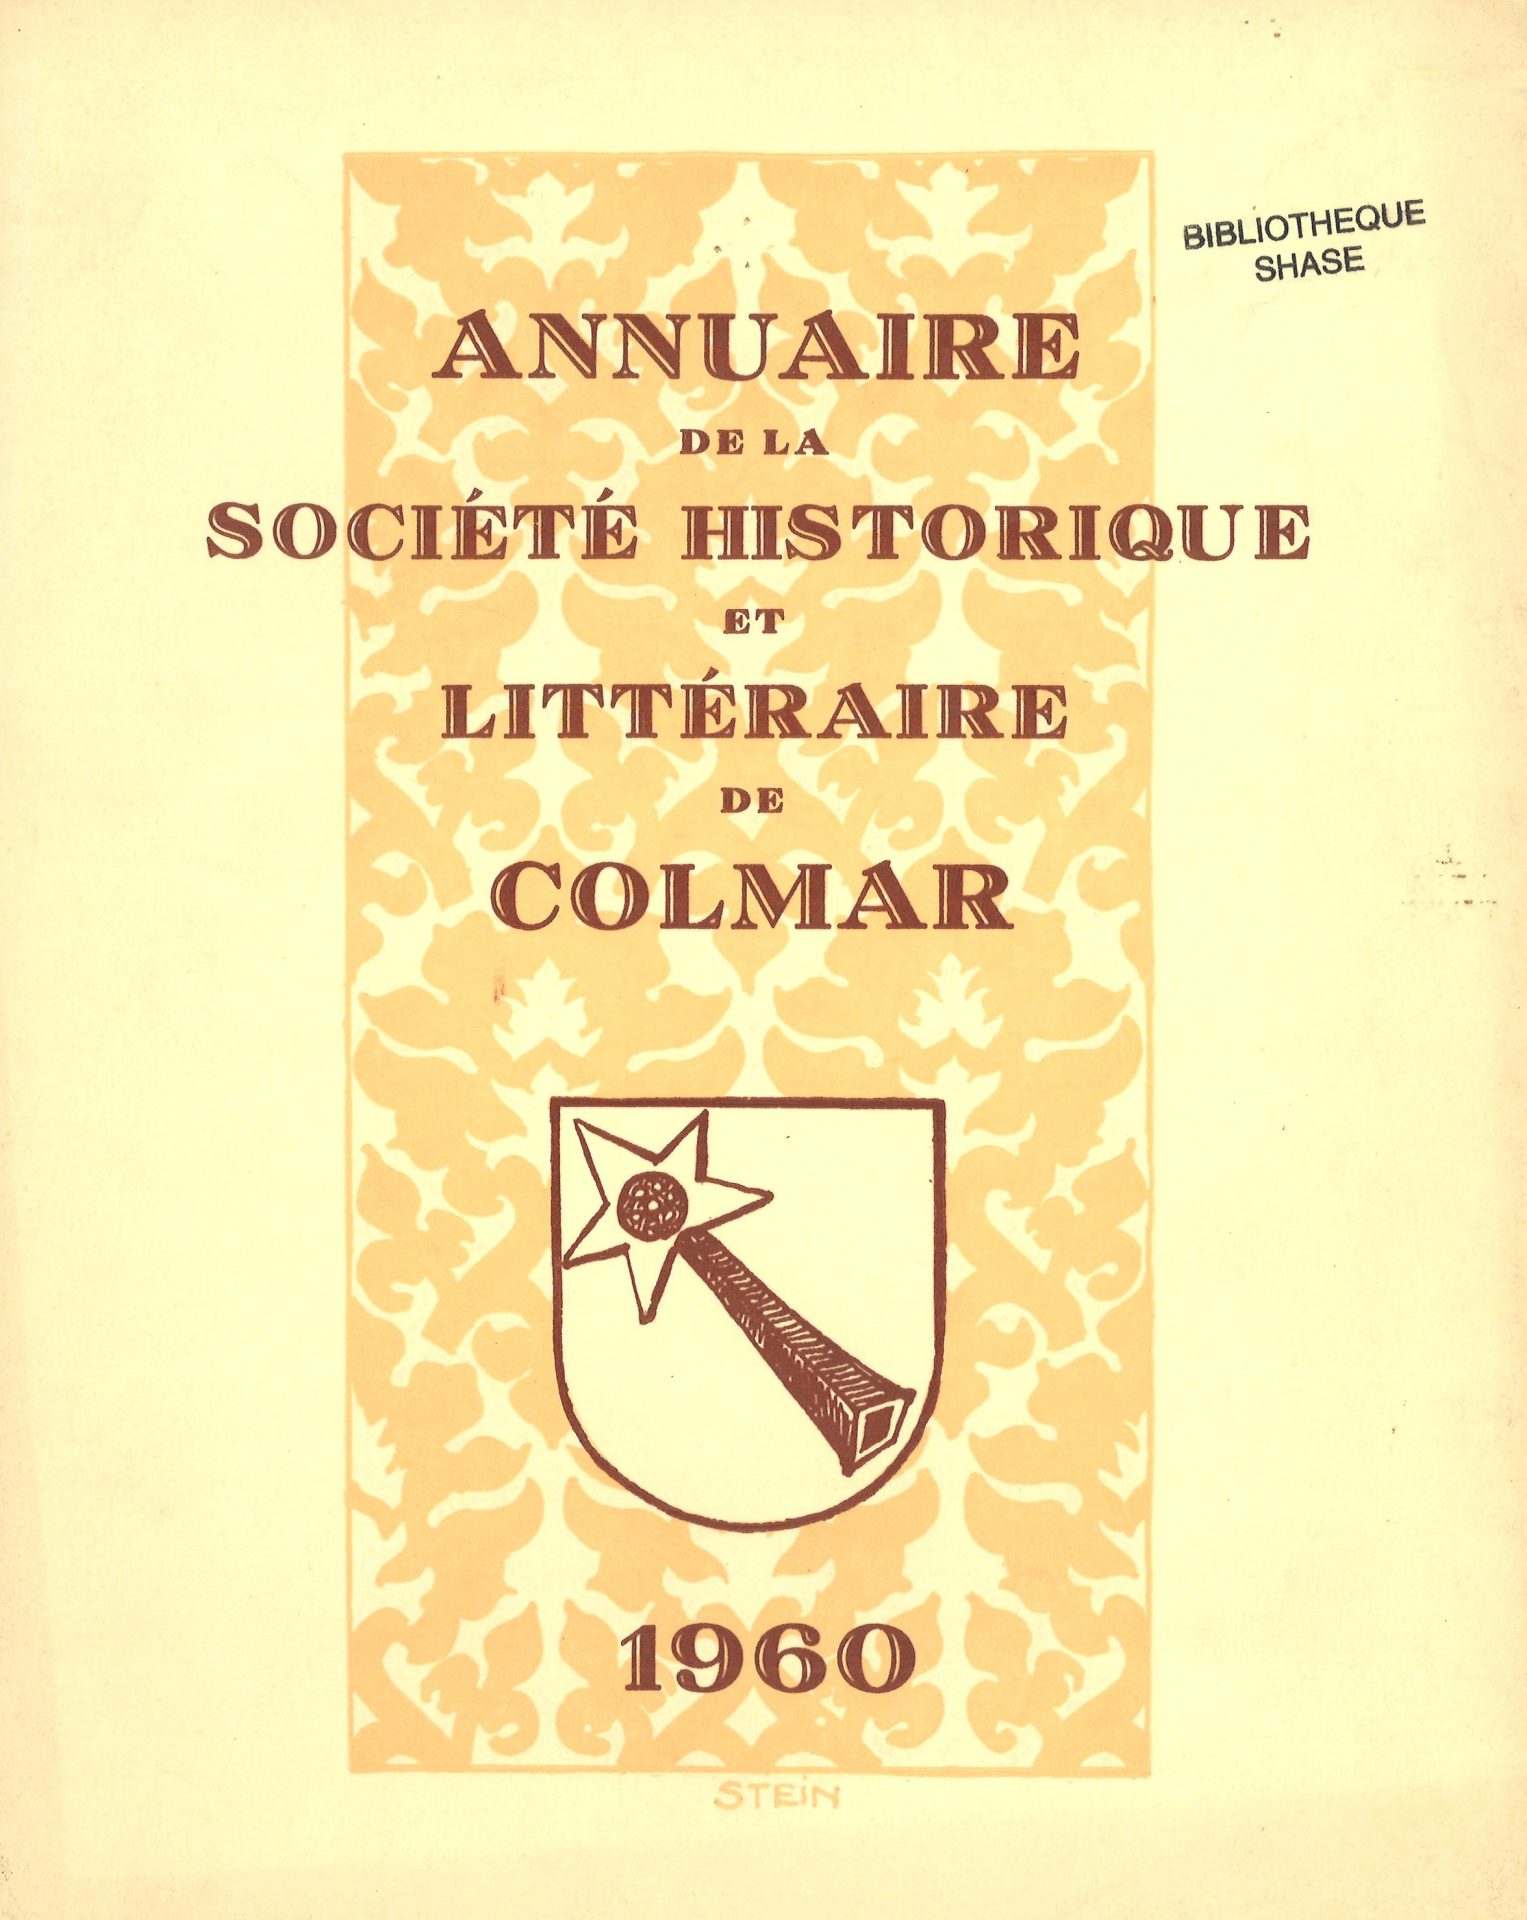 BIBLIOTHEQUE
SHASE
ANNUAIRE
DE LA
SOCIÉTÉ HISTORIQUE
ET
LITTÉRAIRE
DE
COLMAR
1960
STEIN